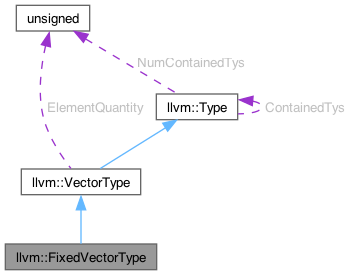 unsigned
NumContainedTys
ElementQuantity
llvm::Type
ContainedTys
llvm::VectorType
llvm::FixedVectorType